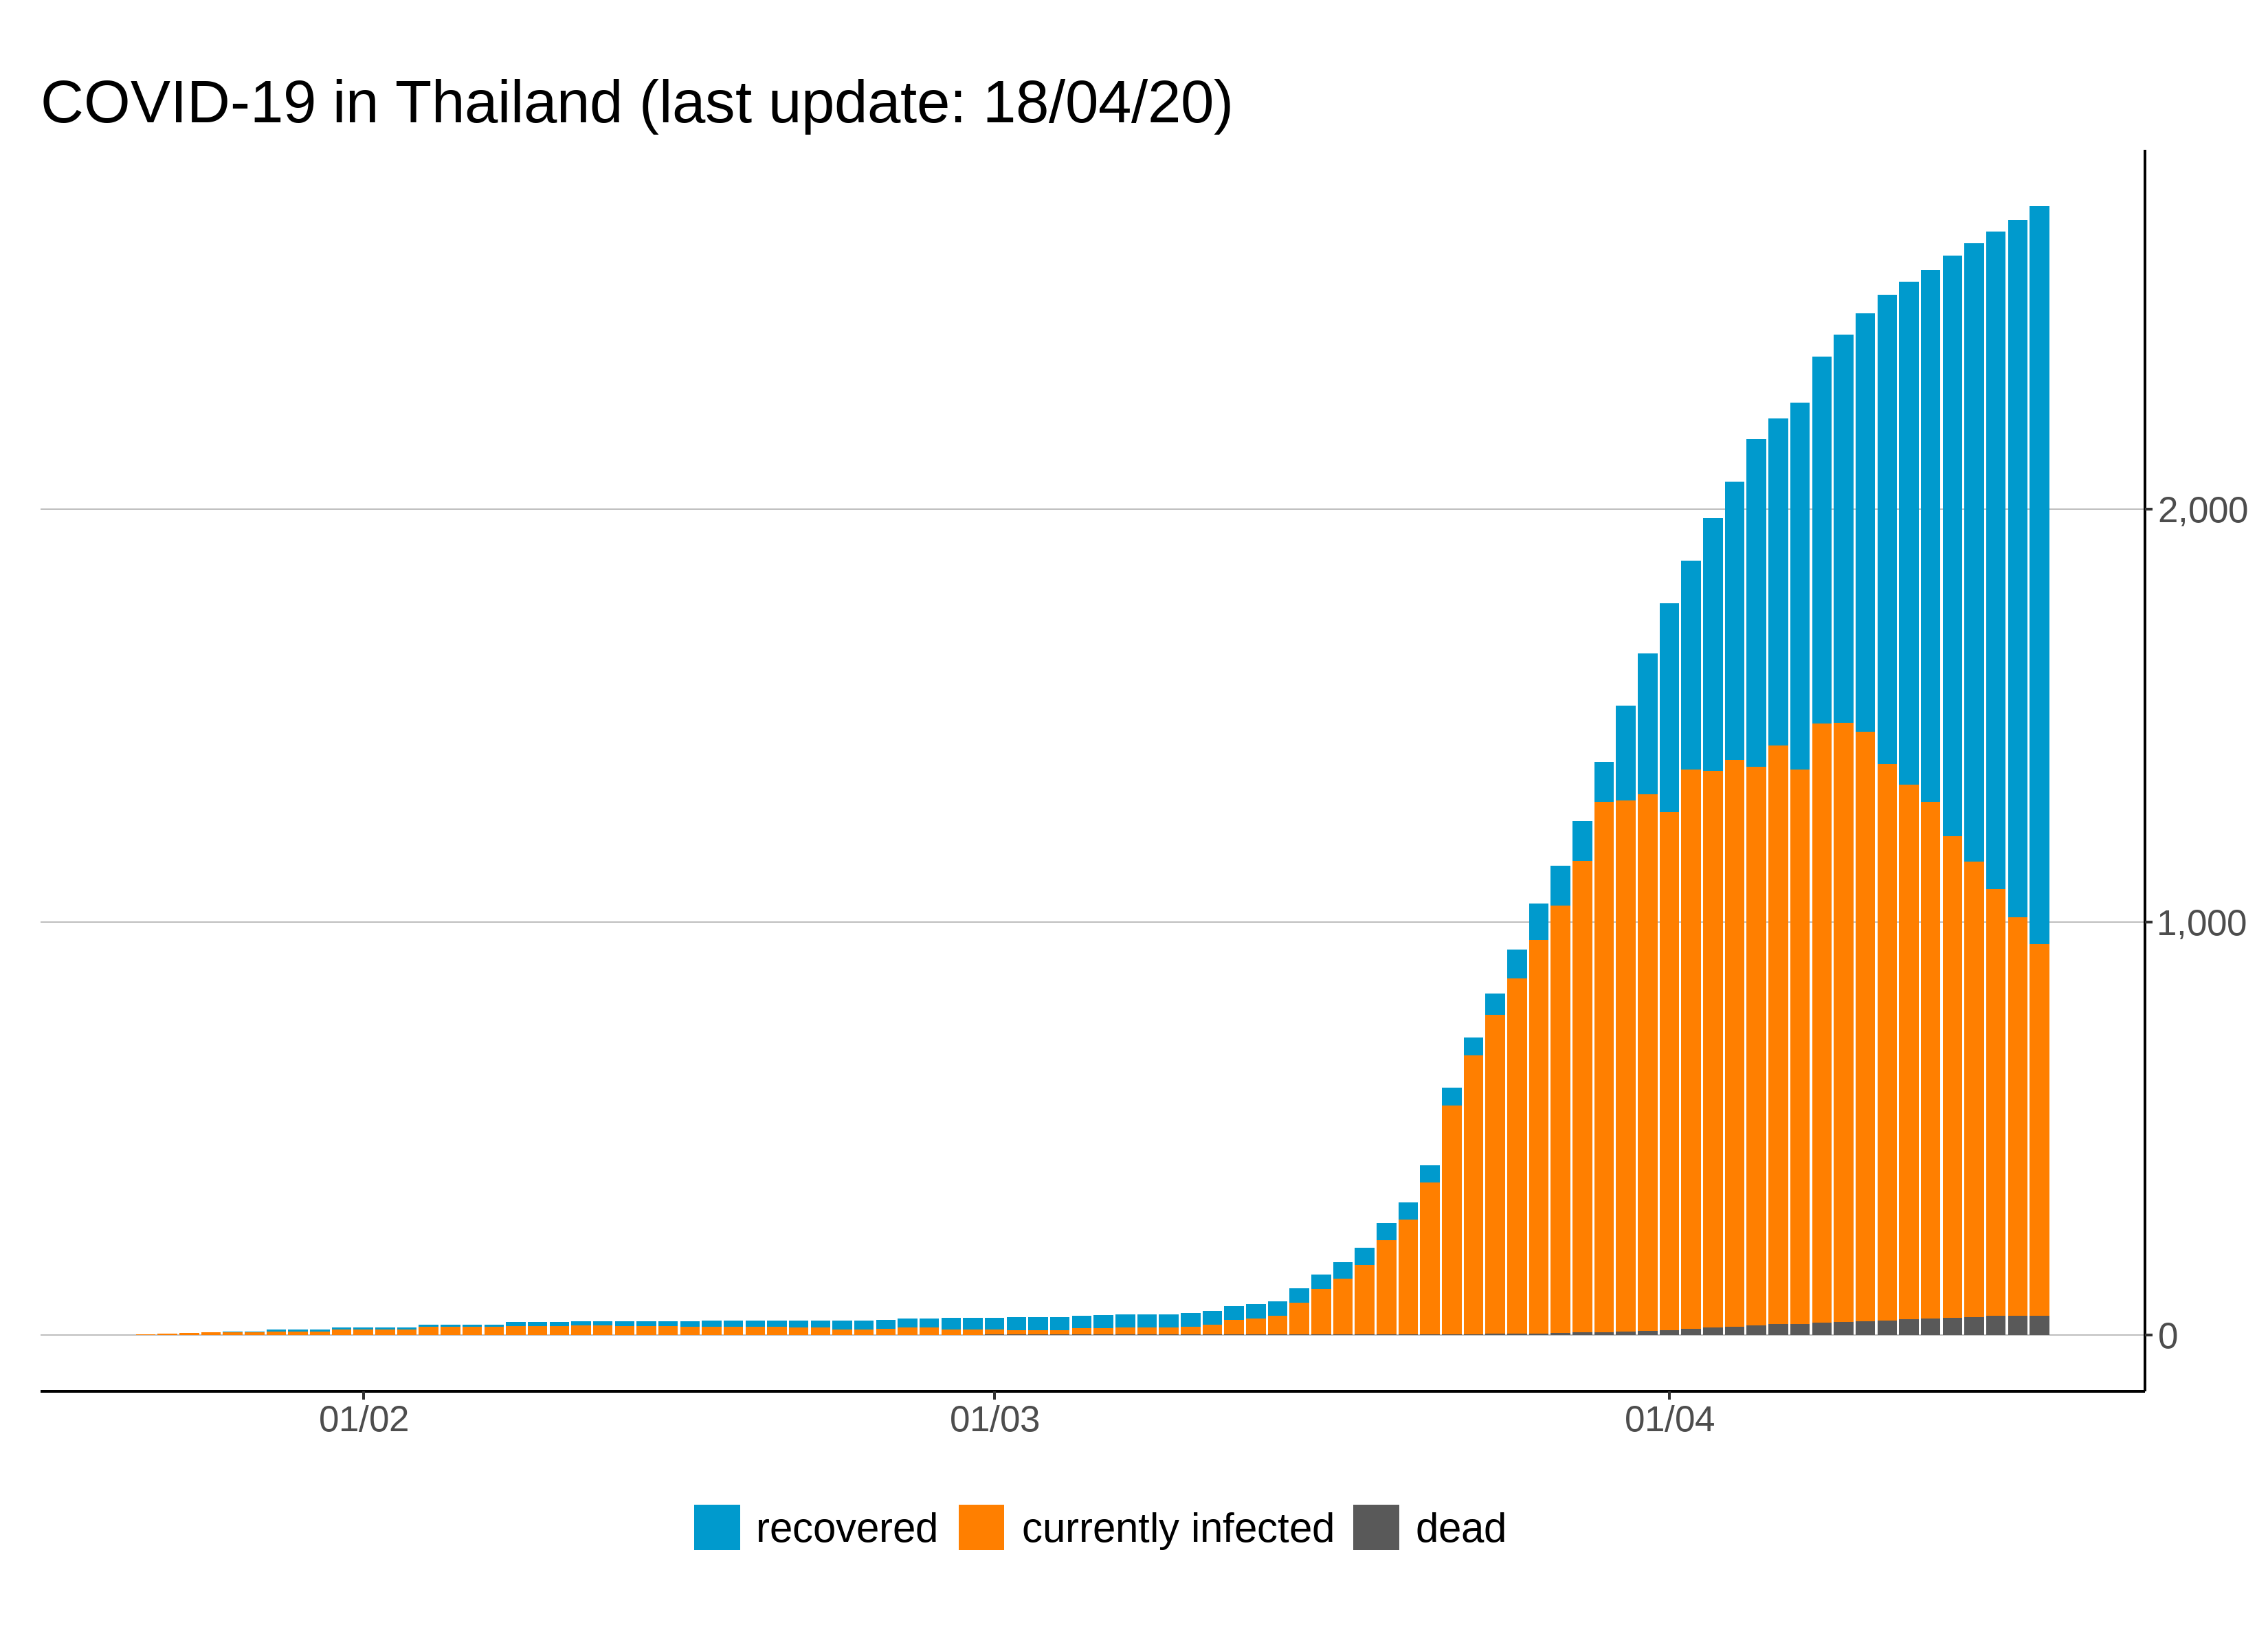 COVID-19 in Thailand (last update: 18/04/20)
2,000
1,000
0
01/02 01/03 01/04
recovered currently infected dead